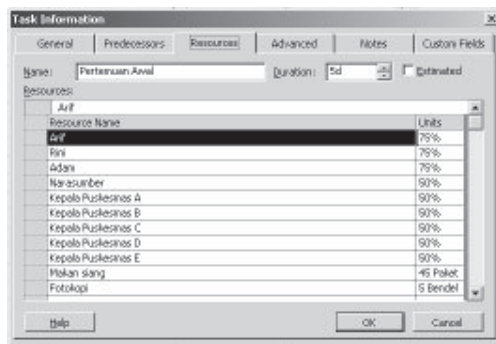 Task Information
General Predecessors Resources Advanced Notes Custom Fields
Name: Pertemuan Awal Duration: 5d Estimated
Resources:
Arif
Resource Name Units
Arif 75%
Rini 75%
Adam 75%
Narasumber 50%
Kepala Puskesmas A 50%
Kepala Puskesmas B 50%
Kepala Puskesmas C 50%
Kepala Puskesmas D 50%
Kepala Puskesmas E 50%
Makan siang 45 Paket
Fotokopi 5 Bendel
Help OK Cancel